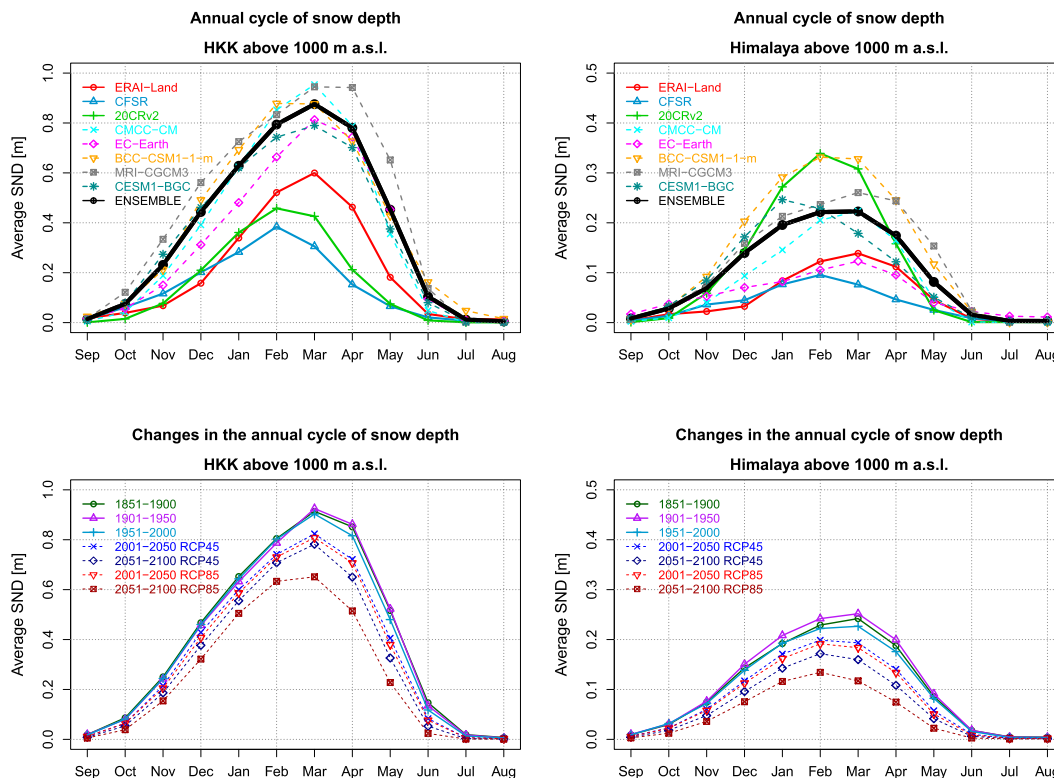 Annual cycle of snow depth
HKK above 1000 m a.s.l.
Average SND [m]
1.0
0.8
0.6
0.4
0.2
0.0
ERAI−Land
CFSR
20CRv2
CMCC−CM
EC−Earth
BCC−CSM1−1−m
MRI−CGCM3
CESM1−BGC
ENSEMBLE
Sep Oct Nov Dec Jan Feb Mar Apr May Jun Jul Aug
Annual cycle of snow depth
Himalaya above 1000 m a.s.l.
Average SND [m]
0.5
0.4
0.3
0.2
0.1
0.0
ERAI−Land
CFSR
20CRv2
CMCC−CM
EC−Earth
BCC−CSM1−1−m
MRI−CGCM3
CESM1−BGC
ENSEMBLE
Sep Oct Nov Dec Jan Feb Mar Apr May Jun Jul Aug
Changes in the annual cycle of snow depth
HKK above 1000 m a.s.l.
Average SND [m]
1.0
0.8
0.6
0.4
0.2
0.0
1851−1900
1901−1950
1951−2000
2001−2050 RCP45
2051−2100 RCP45
2001−2050 RCP85
2051−2100 RCP85
Sep Oct Nov Dec Jan Feb Mar Apr May Jun Jul Aug
Changes in the annual cycle of snow depth
Himalaya above 1000 m a.s.l.
Average SND [m]
0.5
0.4
0.3
0.2
0.1
0.0
1851−1900
1901−1950
1951−2000
2001−2050 RCP45
2051−2100 RCP45
2001−2050 RCP85
2051−2100 RCP85
Sep Oct Nov Dec Jan Feb Mar Apr May Jun Jul Aug